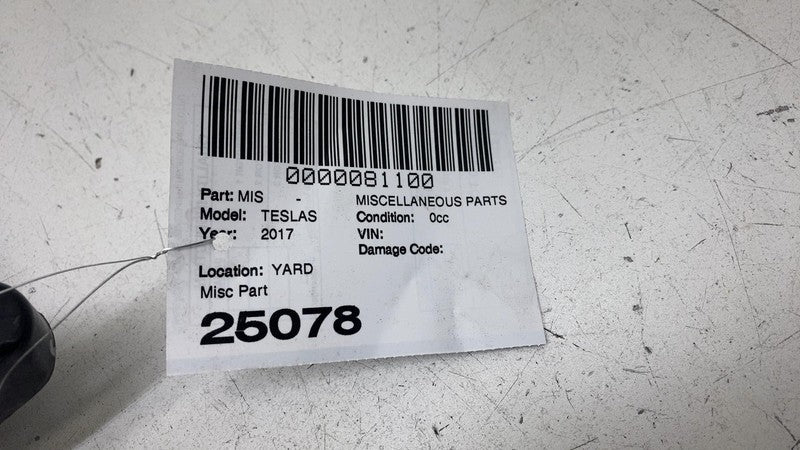 0000081100
Part: MIS - MISCELLANEOUS PARTS
Model: TESLAS Condition: 0cc
Year: 2017 VIN:
Damage Code:
Location: YARD
Misc Part
25078